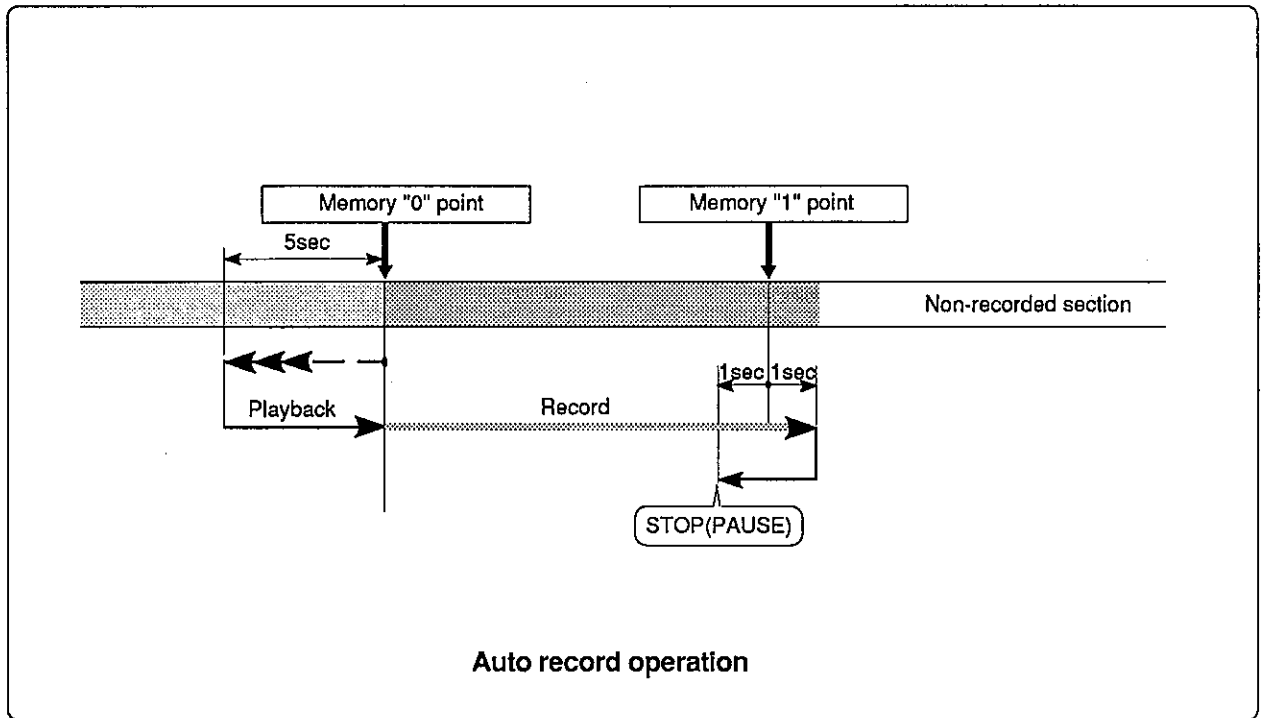 Memory "0" point
Memory "1" point
5sec
Non-recorded section
1sec 1sec
Playback
Record
STOP(PAUSE)
Auto record operation